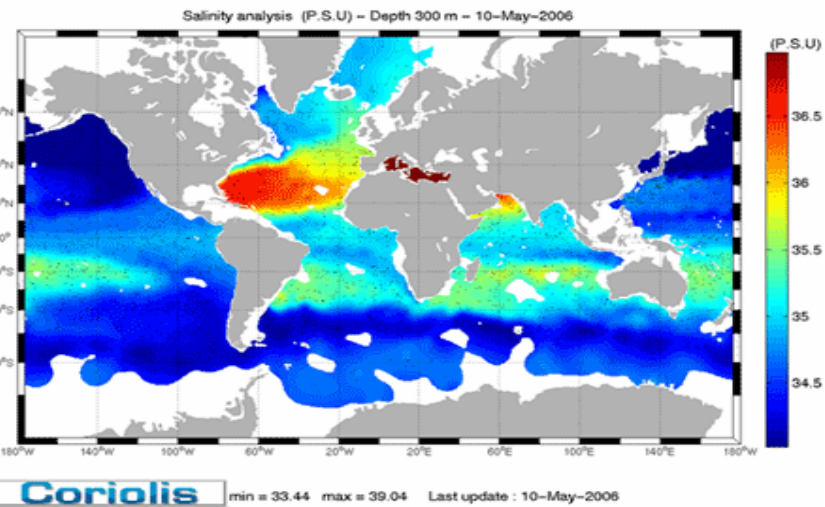 Salinity analysis (P.S.U) - Depth 300 m - 10-May-2006
(P.S.U)
36.5
36
35.5
35
34.5
°N
°N
°N
0°
°S
°S
°S
180°W 140°W 100°W 60°W 20°W 20°E 60°E 100°E 140°E 180°W
Coriolis min = 33.44 max = 39.04 Last update : 10-May-2006